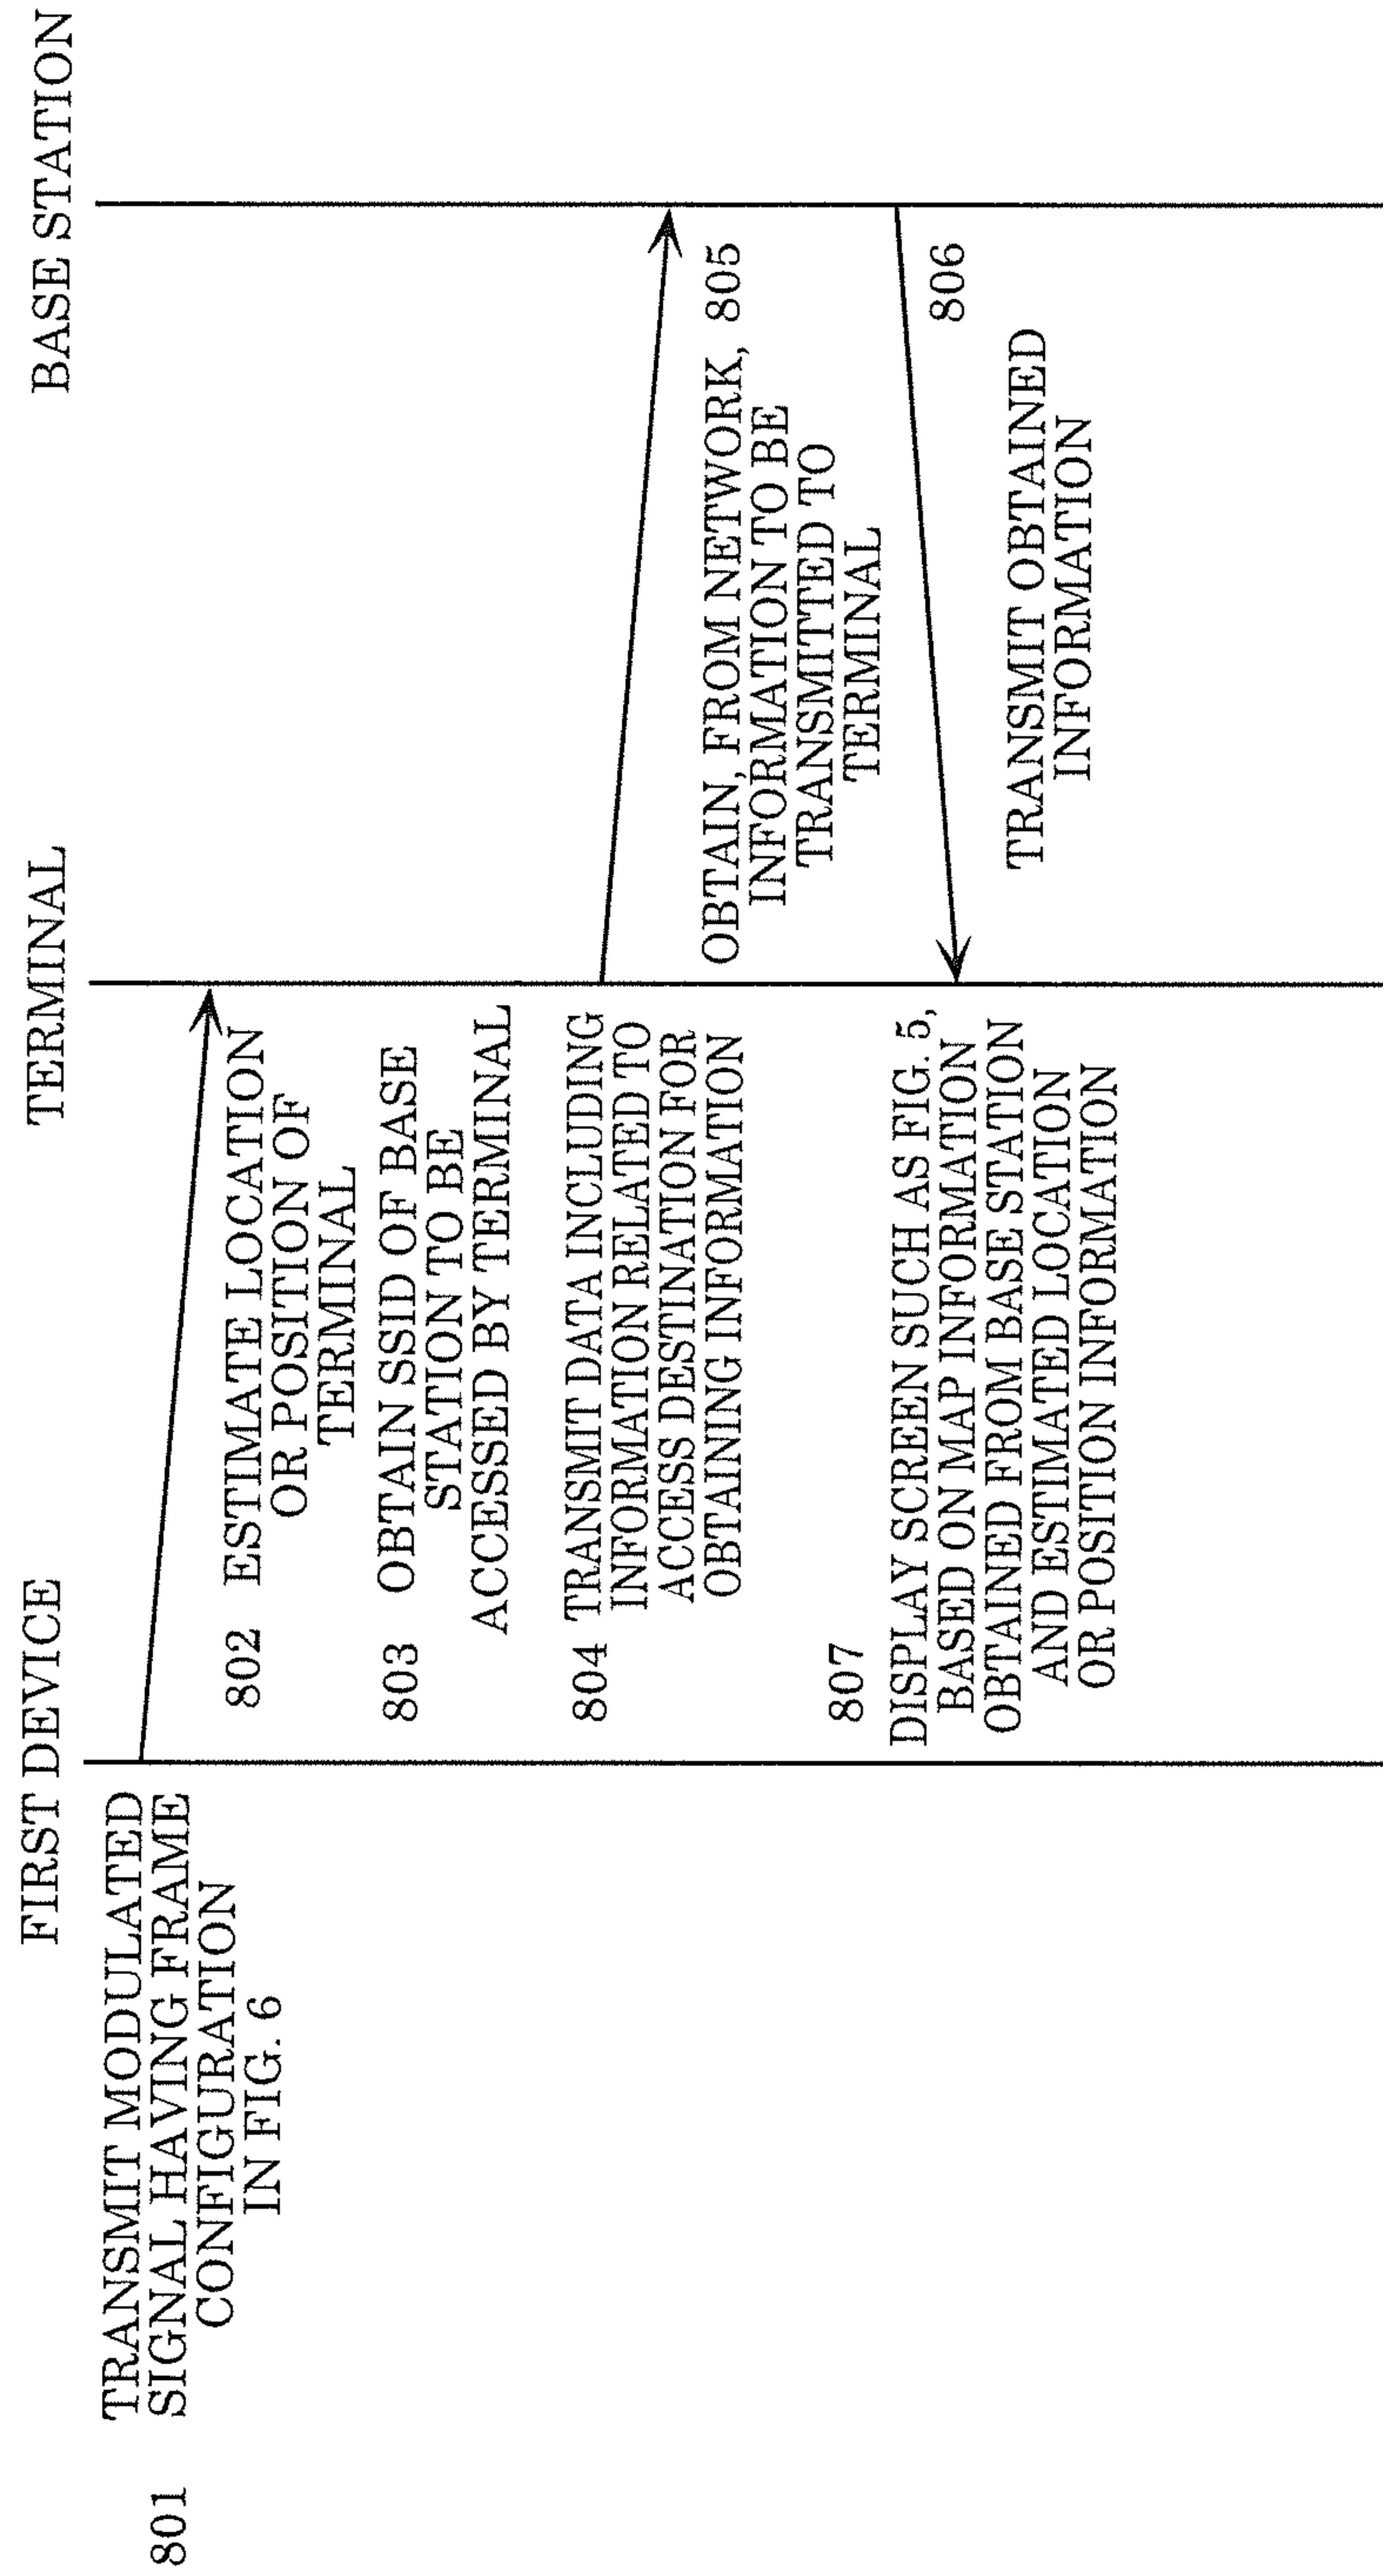 FIRST DEVICE
TERMINAL
BASE STATION
801
TRANSMIT MODULATED
SIGNAL HAVING FRAME
CONFIGURATION
IN FIG. 6
802 ESTIMATE LOCATION
OR POSITION OF
TERMINAL
803 OBTAIN SSID OF BASE
STATION TO BE
ACCESSED BY TERMINAL
804 TRANSMIT DATA INCLUDING
INFORMATION RELATED TO
ACCESS DESTINATION FOR
OBTAINING INFORMATION
OBTAIN, FROM NETWORK, 805
INFORMATION TO BE
TRANSMITTED TO
TERMINAL
806
TRANSMIT OBTAINED
INFORMATION
807
DISPLAY SCREEN SUCH AS FIG. 5,
BASED ON MAP INFORMATION
OBTAINED FROM BASE STATION
AND ESTIMATED LOCATION
OR POSITION INFORMATION